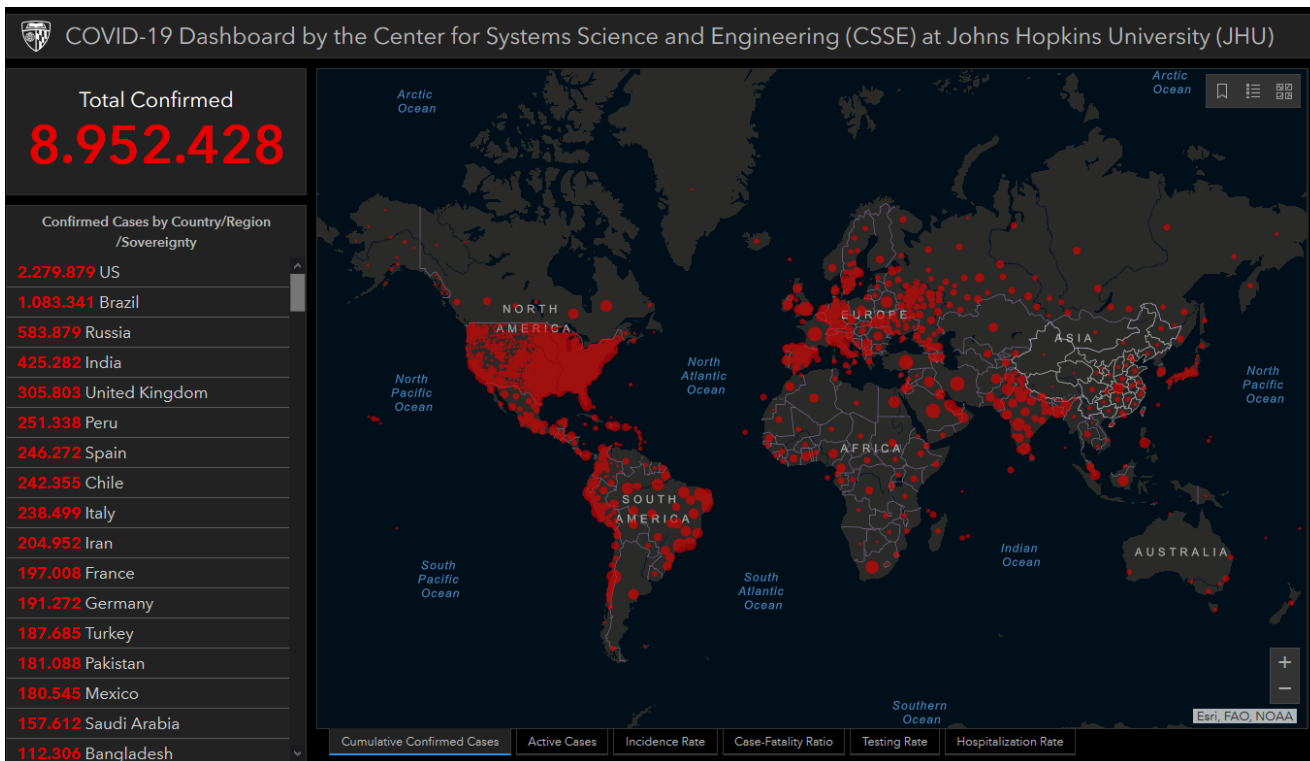 COVID-19 Dashboard by the Center for Systems Science and Engineering (CSSE) at Johns Hopkins University (JHU)
Total Confirmed
8.952.428
Confirmed Cases by Country/Region
/Sovereignty
2.279.879 US
1.083.341 Brazil
583.879 Russia
425.282 India
305.803 United Kingdom
251.338 Peru
246.272 Spain
242.355 Chile
238.499 Italy
204.952 Iran
197.008 France
191.272 Germany
187.685 Turkey
181.088 Pakistan
180.545 Mexico
157.612 Saudi Arabia
112.306 Bangladesh
Arctic
Ocean
Arctic
Ocean
NORTH
AMERICA
EUROPE
ASIA
North
Pacific
Ocean
North
Atlantic
Ocean
North
Pacific
Ocean
AFRICA
SOUTH
AMERICA
South
Pacific
Ocean
South
Atlantic
Ocean
Indian
Ocean
AUSTRALIA
Southern
Ocean
+
−
Esri, FAO, NOAA
Cumulative Confirmed Cases
Active Cases
Incidence Rate
Case-Fatality Ratio
Testing Rate
Hospitalization Rate